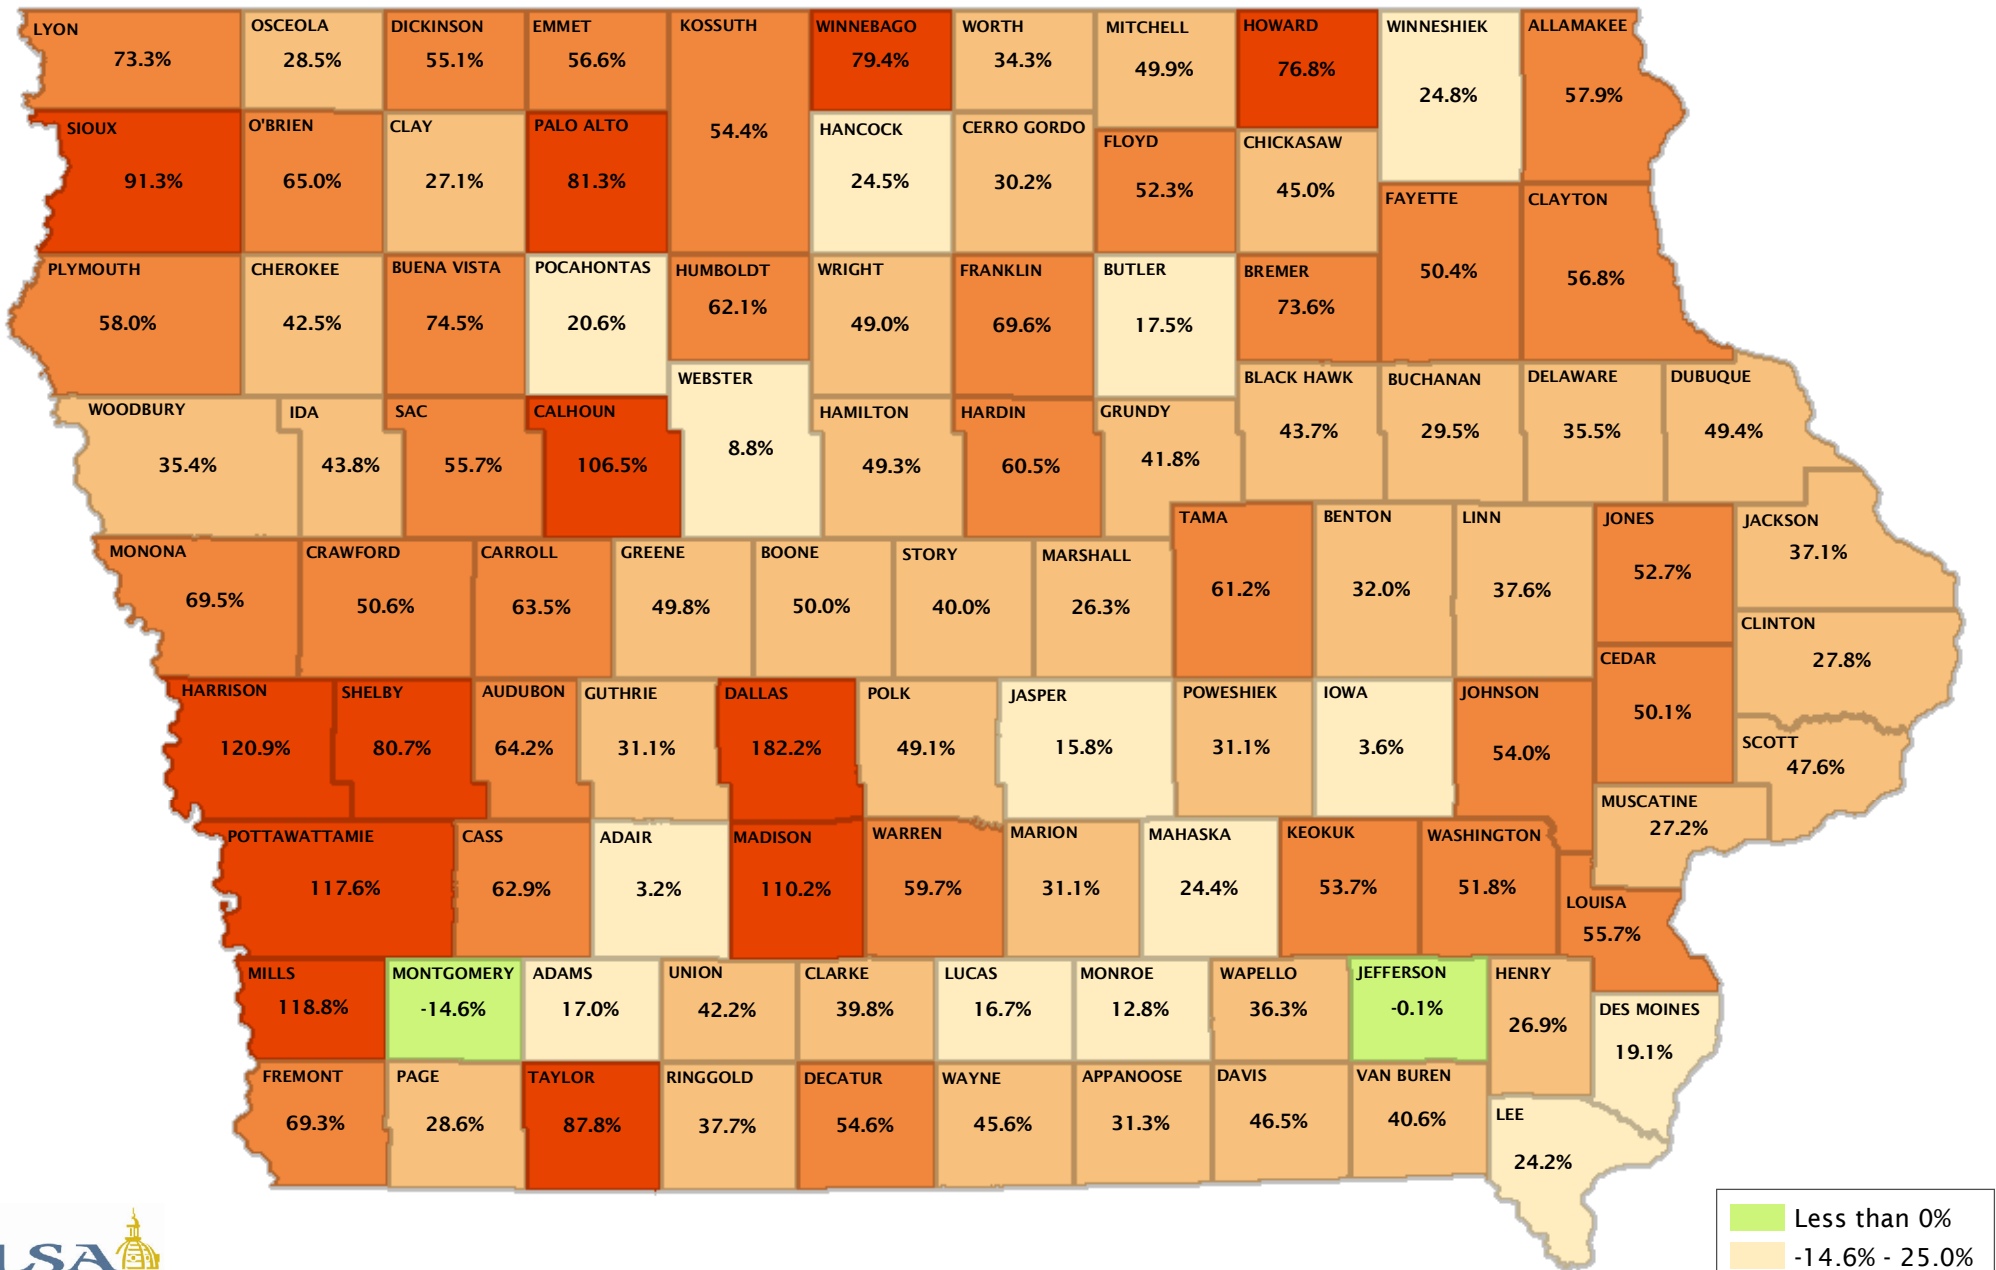 LYON
73.3%
OSCEOLA
28.5%
DICKINSON
55.1%
EMMET
56.6%
KOSSUTH
54.4%
WINNEBAGO
79.4%
WORTH
34.3%
MITCHELL
49.9%
HOWARD
76.8%
WINNESHIEK
24.8%
ALLAMAKEE
57.9%
SIOUX
91.3%
O'BRIEN
65.0%
CLAY
27.1%
PALO ALTO
81.3%
HANCOCK
24.5%
CERRO GORDO
30.2%
FLOYD
52.3%
CHICKASAW
45.0%
FAYETTE
50.4%
CLAYTON
56.8%
PLYMOUTH
58.0%
CHEROKEE
42.5%
BUENA VISTA
74.5%
POCAHONTAS
20.6%
HUMBOLDT
62.1%
WRIGHT
49.0%
FRANKLIN
69.6%
BUTLER
17.5%
BREMER
73.6%
WOODBURY
35.4%
IDA
43.8%
SAC
55.7%
CALHOUN
106.5%
WEBSTER
8.8%
HAMILTON
49.3%
HARDIN
60.5%
GRUNDY
41.8%
BLACK HAWK
43.7%
BUCHANAN
29.5%
DELAWARE
35.5%
DUBUQUE
49.4%
MONONA
69.5%
CRAWFORD
50.6%
CARROLL
63.5%
GREENE
49.8%
BOONE
50.0%
STORY
40.0%
MARSHALL
26.3%
TAMA
61.2%
BENTON
32.0%
LINN
37.6%
JONES
52.7%
JACKSON
37.1%
CLINTON
27.8%
CEDAR
50.1%
SCOTT
47.6%
HARRISON
120.9%
SHELBY
80.7%
AUDUBON
64.2%
GUTHRIE
31.1%
DALLAS
182.2%
POLK
49.1%
JASPER
15.8%
POWESHIEK
31.1%
IOWA
3.6%
JOHNSON
54.0%
MUSCATINE
27.2%
POTTAWATTAMIE
117.6%
CASS
62.9%
ADAIR
3.2%
MADISON
110.2%
WARREN
59.7%
MARION
31.1%
MAHASKA
24.4%
KEOKUK
53.7%
WASHINGTON
51.8%
LOUISA
55.7%
MILLS
118.8%
MONTGOMERY
-14.6%
ADAMS
17.0%
UNION
42.2%
CLARKE
39.8%
LUCAS
16.7%
MONROE
12.8%
WAPELLO
36.3%
JEFFERSON
-0.1%
HENRY
26.9%
DES MOINES
19.1%
FREMONT
69.3%
PAGE
28.6%
TAYLOR
87.8%
RINGGOLD
37.7%
DECATUR
54.6%
WAYNE
45.6%
APPANOOSE
31.3%
DAVIS
46.5%
VAN BUREN
40.6%
LEE
24.2%
LSA
Less than 0%
-14.6% - 25.0%